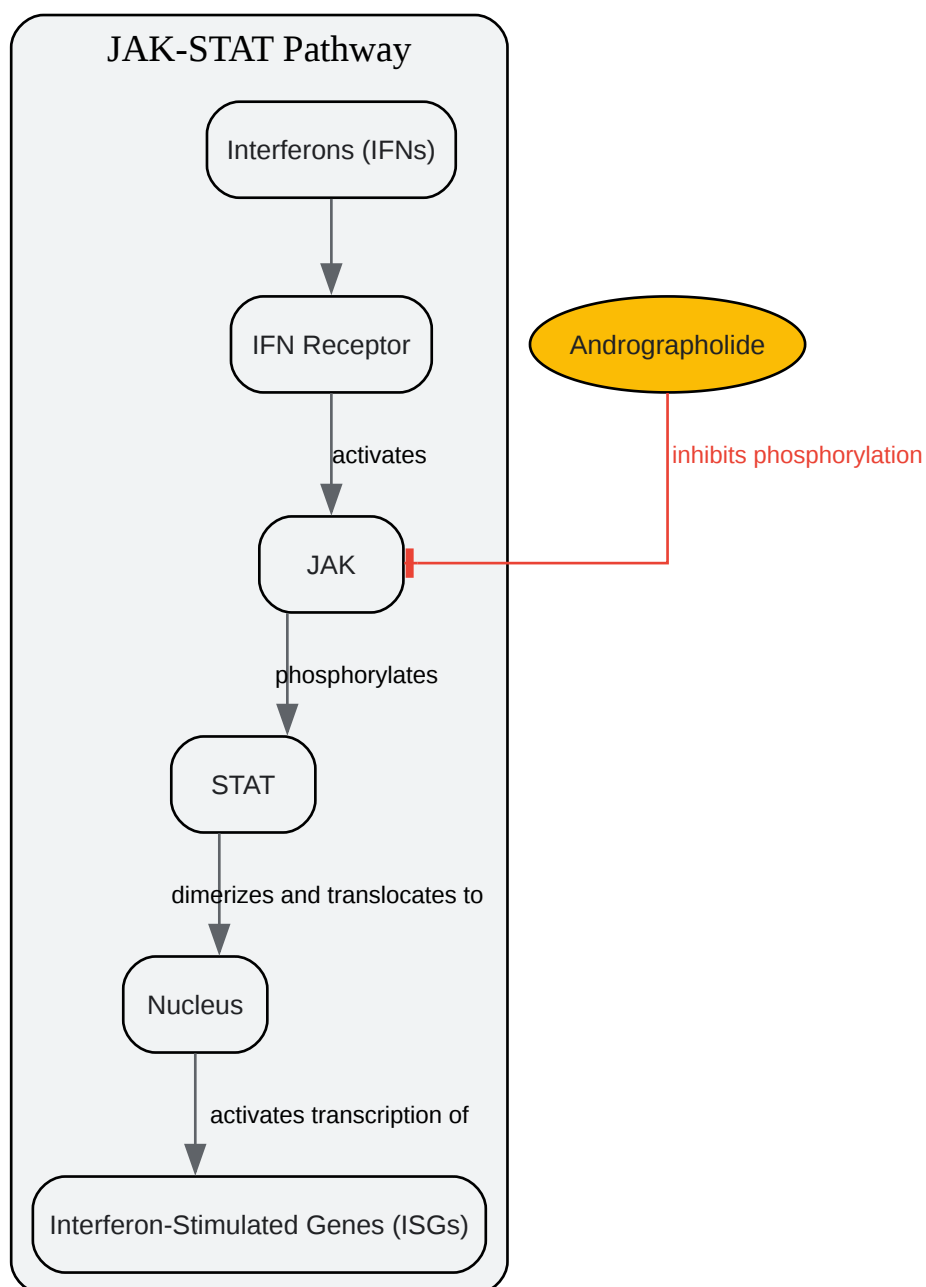 JAK-STAT Pathway
Interferons (IFNs)
IFN Receptor
Andrographolide
activates
inhibits phosphorylation
JAK
phosphorylates
STAT
dimerizes and translocates to
Nucleus
activates transcription of
Interferon-Stimulated Genes (ISGs)